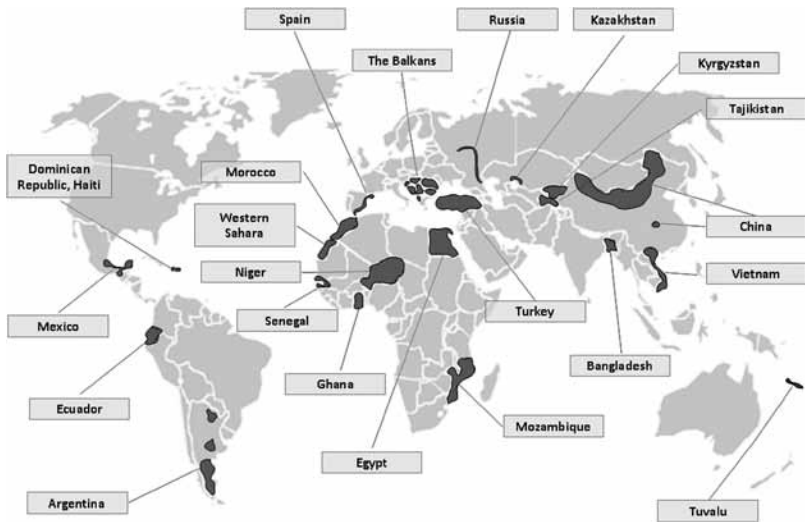 Spain
Russia
Kazakhstan
The Balkans
Kyrgyzstan
Tajikistan
Dominican
Republic, Haiti
Morocco
Western
Sahara
China
Niger
Vietnam
Senegal
Turkey
Mexico
Bangladesh
Ghana
Ecuador
Mozambique
Egypt
Argentina
Tuvalu